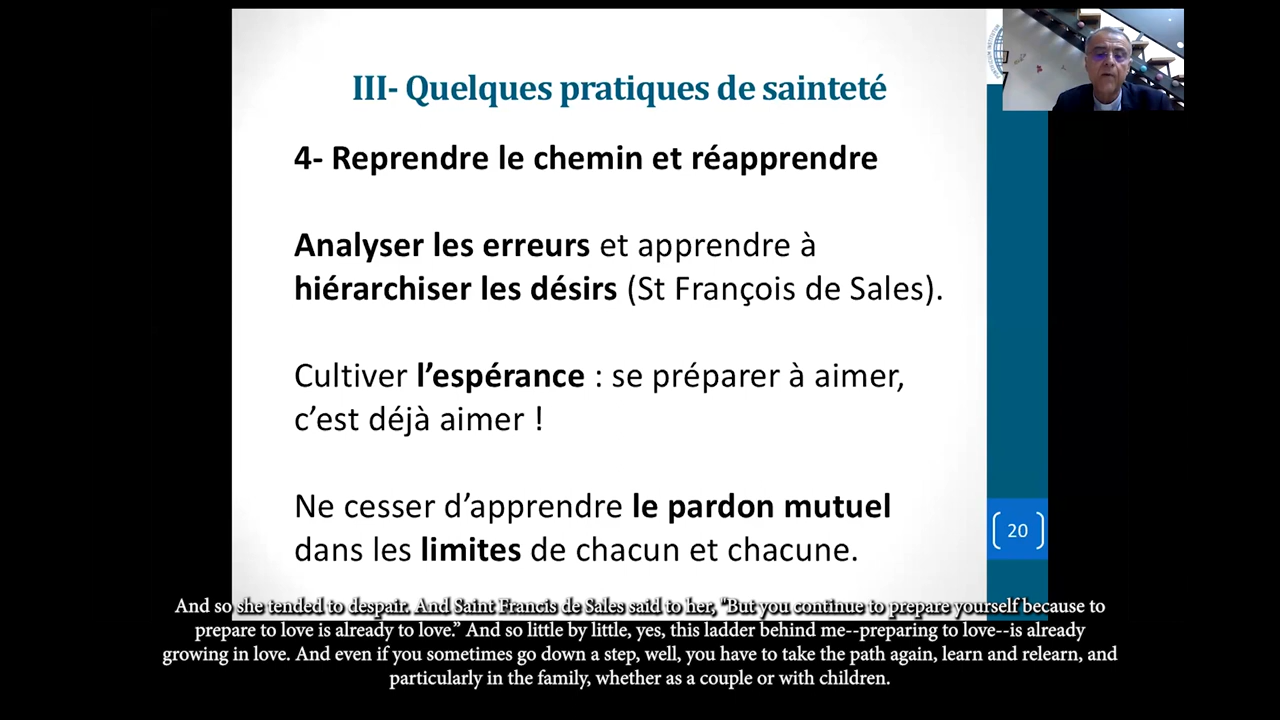 III- Quelques pratiques de sainteté
4- Reprendre le chemin et réapprendre
Analyser les erreurs et apprendre à
hiérarchiser les désirs (St François de Sales).
Cultiver l’espérance : se préparer à aimer,
c’est déjà aimer !
Ne cesser d’apprendre le pardon mutuel
dans les limites de chacun et chacune.
20
And so she tended to despair. And Saint Francis de Sales said to her, "But you continue to prepare yourself because to
prepare to love is already to love.” And so little by little, yes, this ladder behind me--preparing to love--is already
growing in love. And even if you sometimes go down a step, well, you have to take the path again, learn and relearn, and
particularly in the family, whether as a couple or with children.